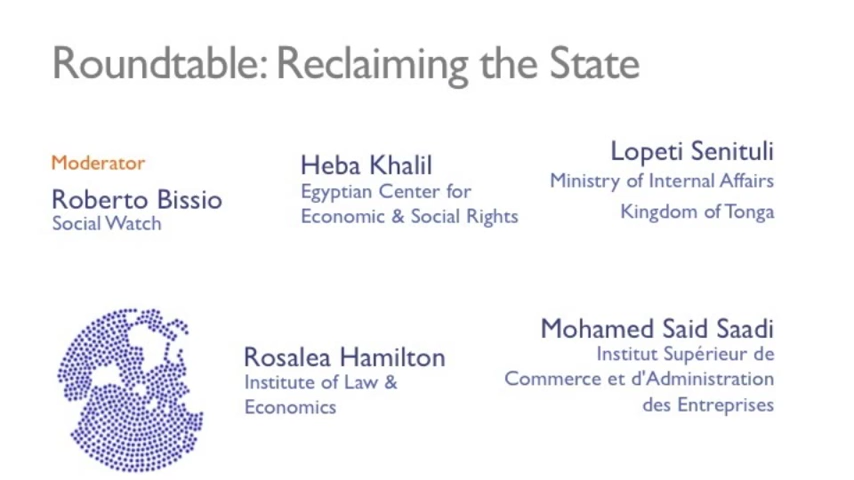 Roundtable: Reclaiming the State
Moderator
Roberto Bissio
Social Watch
Heba Khalil
Egyptian Center for
Economic & Social Rights
Lopeti Senituli
Ministry of Internal Affairs
Kingdom of Tonga
Rosalea Hamilton
Institute of Law &
Economics
Mohamed Said Saadi
Institut Supérieur de
Commerce et d'Administration
des Entreprises